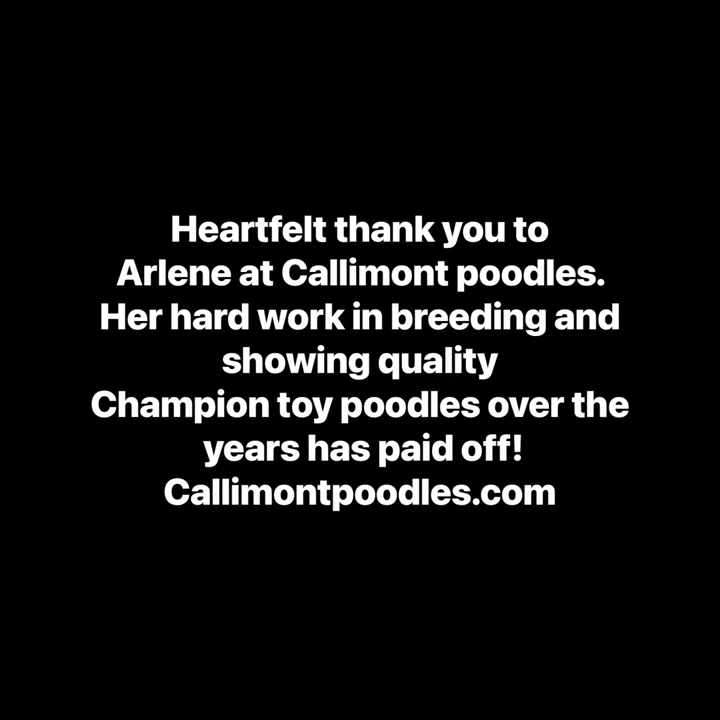 Heartfelt thank you to
Arlene at Callimont poodles.
Her hard work in breeding and
showing quality
Champion toy poodles over the
years has paid off!
Callimontpoodles.com